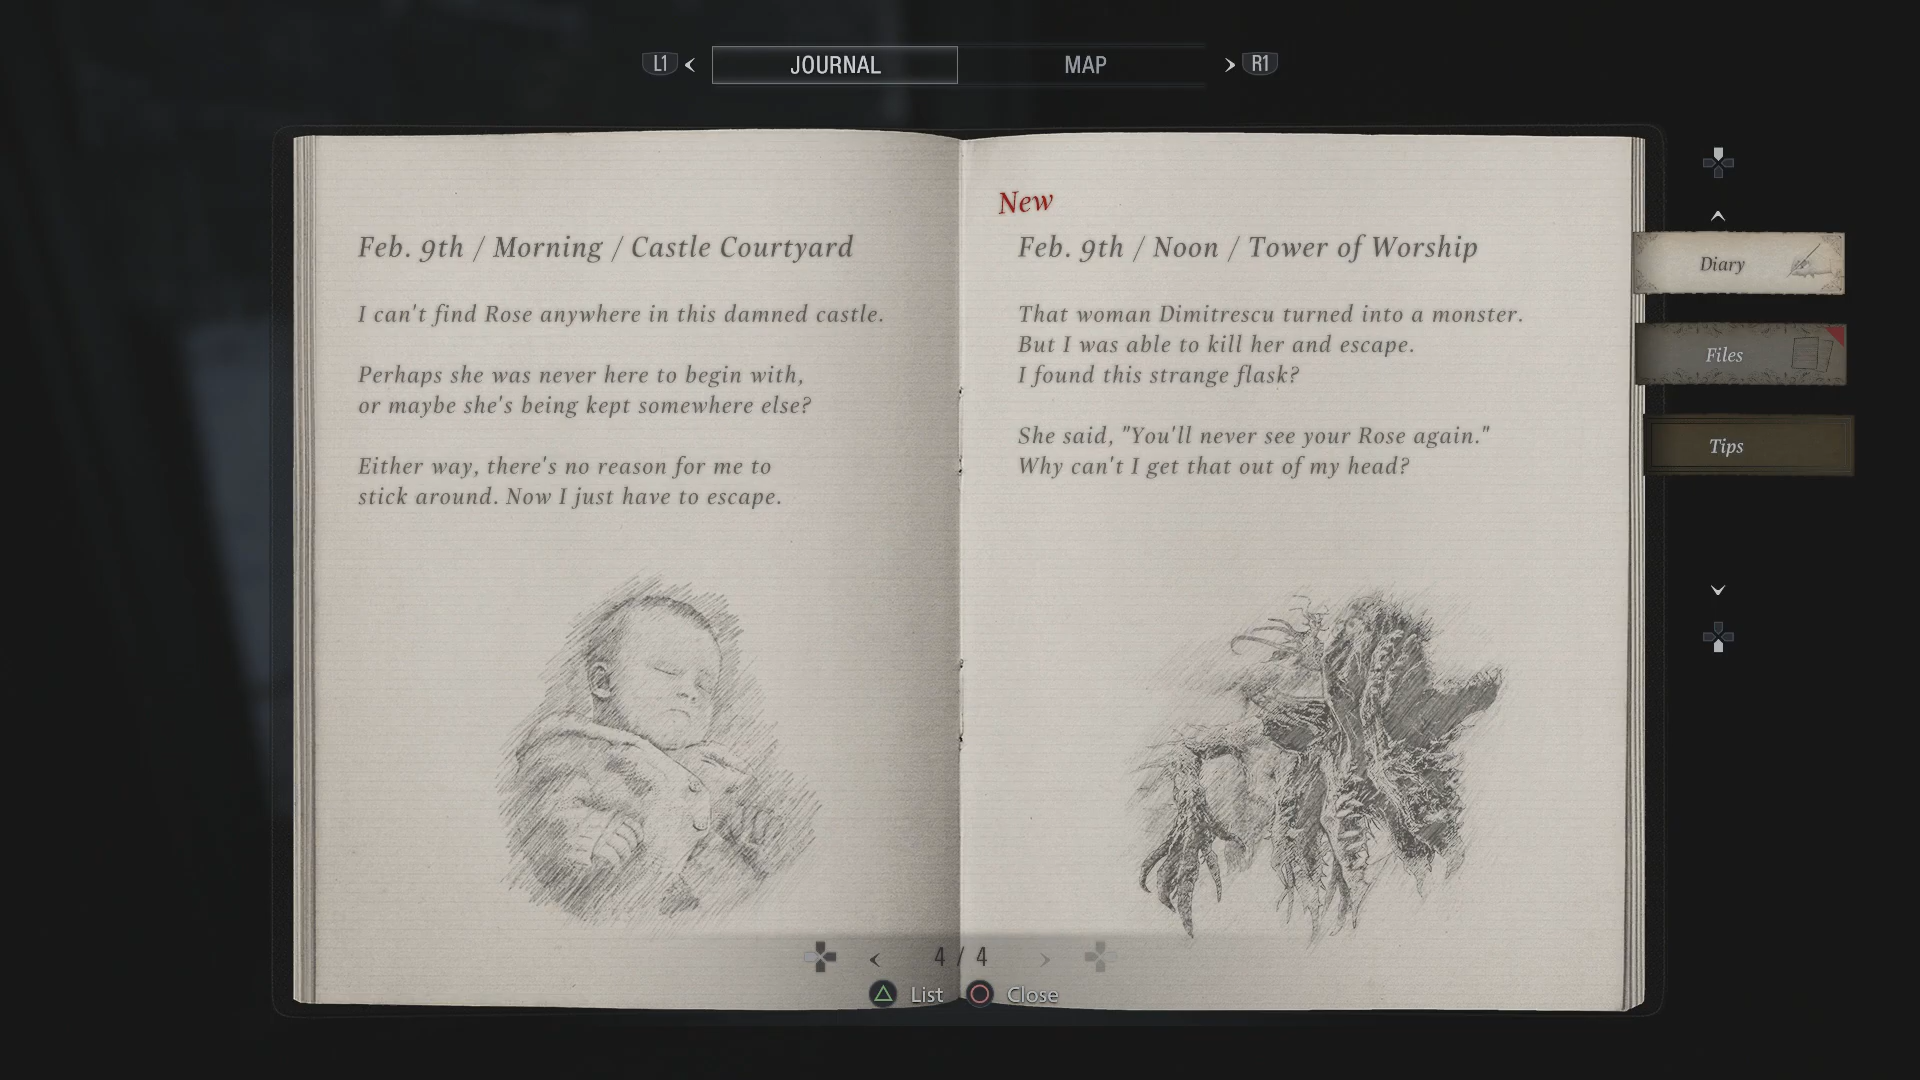 L1 JOURNAL MAP R1
New
Feb. 9th / Morning / Castle Courtyard
I can't find Rose anywhere in this damned castle.
Perhaps she was never here to begin with,
or maybe she's being kept somewhere else?
Either way, there's no reason for me to
stick around. Now I just have to escape.
Feb. 9th / Noon / Tower of Worship
That woman Dimitrescu turned into a monster.
But I was able to kill her and escape.
I found this strange flask?
She said, "You'll never see your Rose again."
Why can't I get that out of my head?
Diary
Files
Tips
4 / 4
List Close